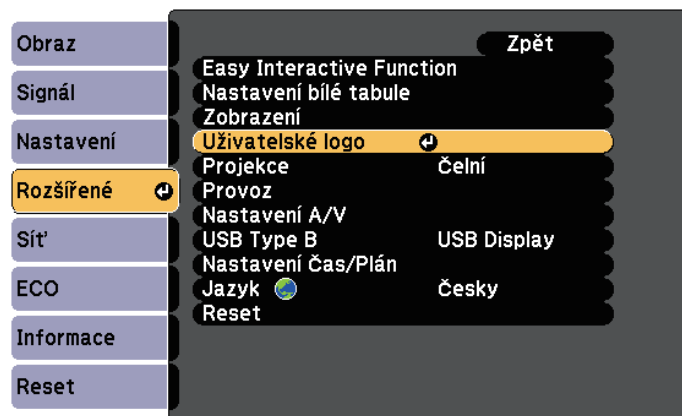 Obraz
Signál
Nastavení
Rozšířené
Síť
ECO
Informace
Reset
Zpět
Easy Interactive Function
Nastavení bílé tabule
Zobrazení
Uživatelské logo
Projekce Čelní
Provoz
Nastavení A/V
USB Type B USB Display
Nastavení Čas/Plán
Jazyk Česky
Reset